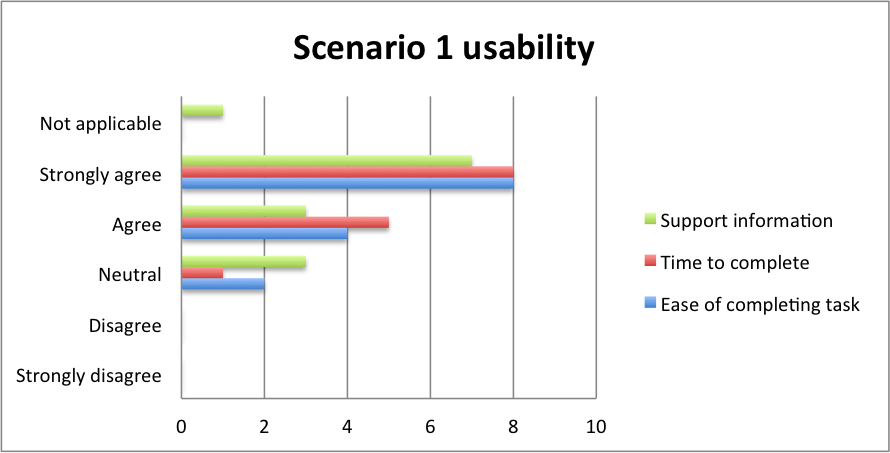 Scenario 1 usability
Not applicable
Strongly agree
Agree
Neutral
Disagree
Strongly disagree
0 2 4 6 8 10
Support information
Time to complete
Ease of completing task